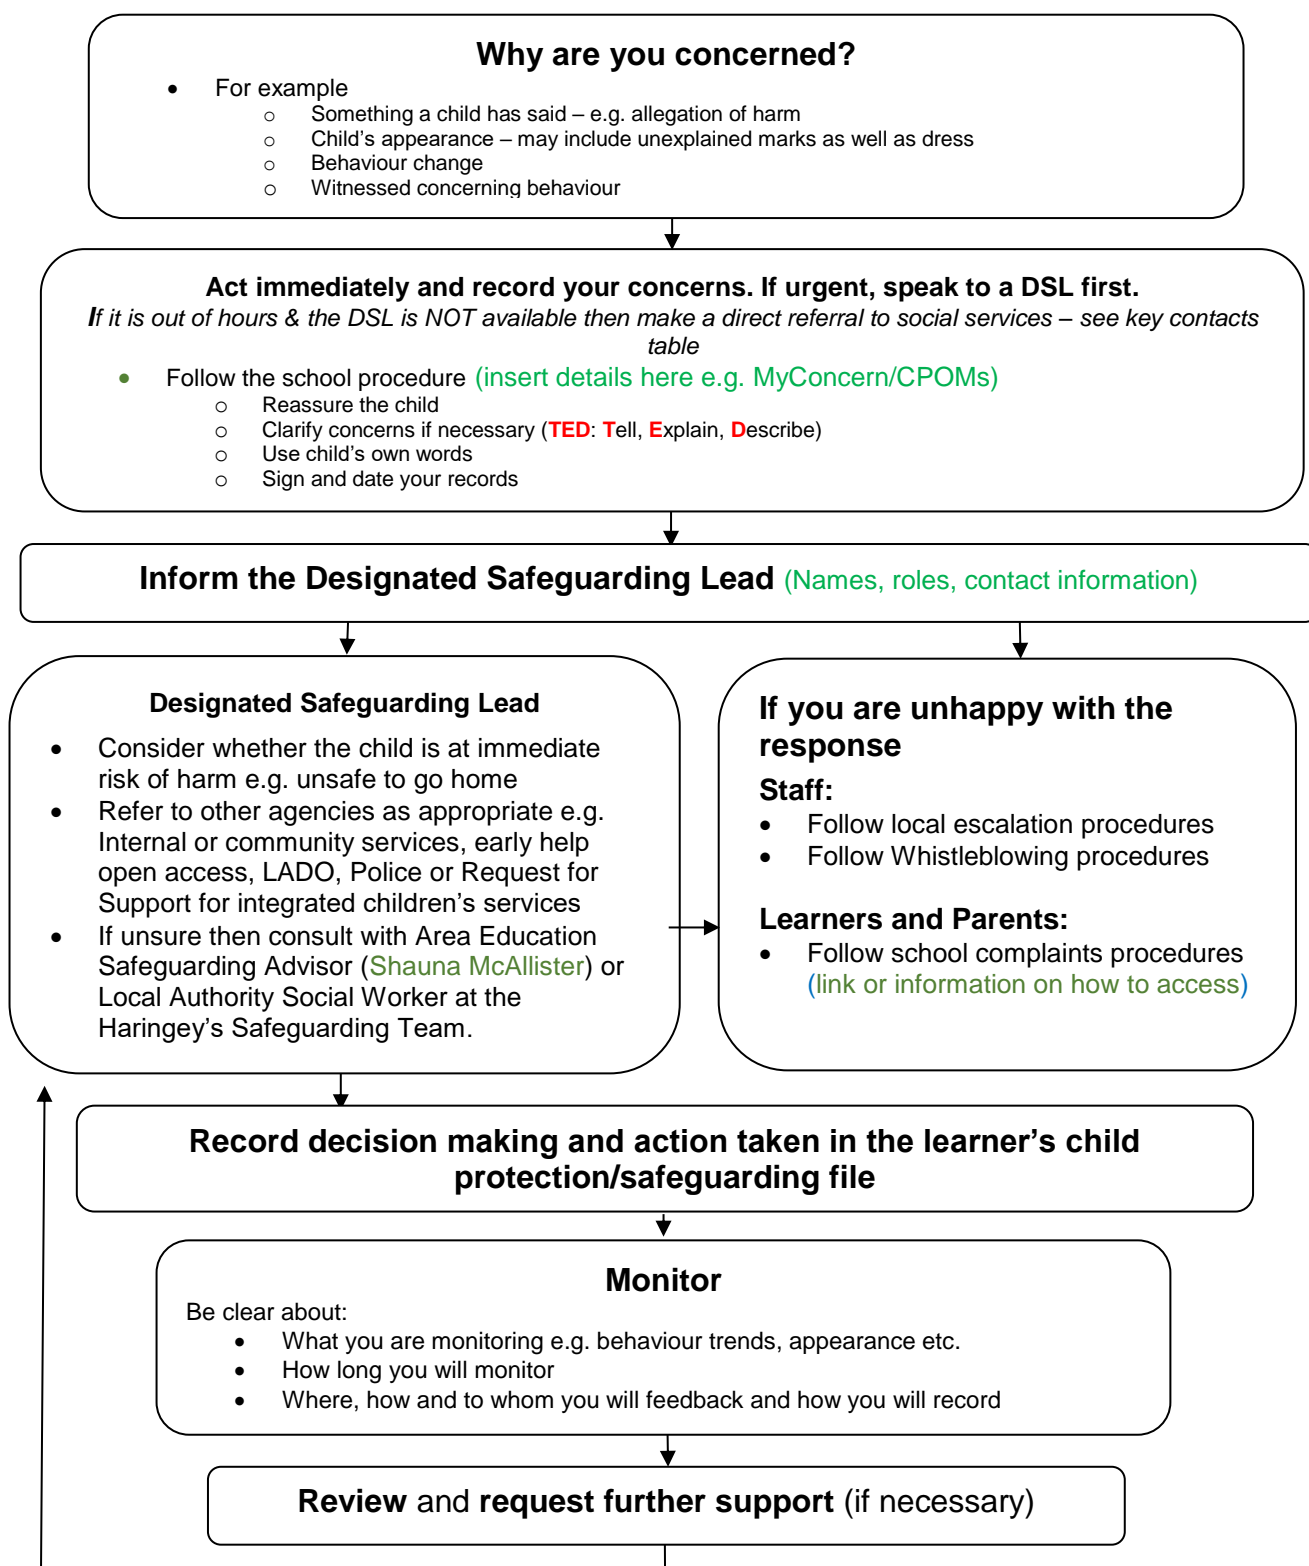 Why are you concerned?
• For example
o Something a child has said – e.g. allegation of harm
o Child's appearance – may include unexplained marks as well as dress
o Behaviour change
o Witnessed concerning behaviour
Act immediately and record your concerns. If urgent, speak to a DSL first.
If it is out of hours & the DSL is NOT available then make a direct referral to social services – see key contacts
table
• Follow the school procedure (insert details here e.g. MyConcern/CPOMs)
o Reassure the child
o Clarify concerns if necessary (TED: Tell, Explain, Describe)
o Use child's own words
o Sign and date your records
Inform the Designated Safeguarding Lead (Names, roles, contact information)
Designated Safeguarding Lead
• Consider whether the child is at immediate
risk of harm e.g. unsafe to go home
• Refer to other agencies as appropriate e.g.
Internal or community services, early help
open access, LADO, Police or Request for
Support for integrated children's services
• If unsure then consult with Area Education
Safeguarding Advisor (Shauna McAllister) or
Local Authority Social Worker at the
Haringey's Safeguarding Team.
If you are unhappy with the
response
Staff:
• Follow local escalation procedures
• Follow Whistleblowing procedures
Learners and Parents:
• Follow school complaints procedures
(link or information on how to access)
Record decision making and action taken in the learner's child
protection/safeguarding file
Monitor
Be clear about:
• What you are monitoring e.g. behaviour trends, appearance etc.
• How long you will monitor
• Where, how and to whom you will feedback and how you will record
Review and request further support (if necessary)